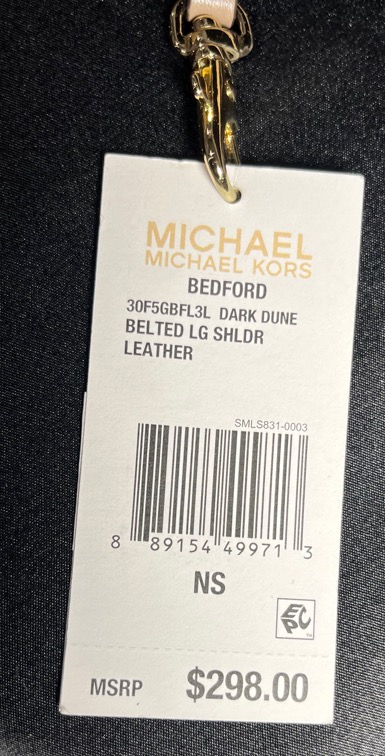 MICHAEL
MICHAEL KORS
BEDFORD
30F5GBFL3L DARK DUNE
BELTED LG SHLDR
LEATHER
SMLS831-0003
8 89154 49971 3
NS
EPC
MSRP $298.00